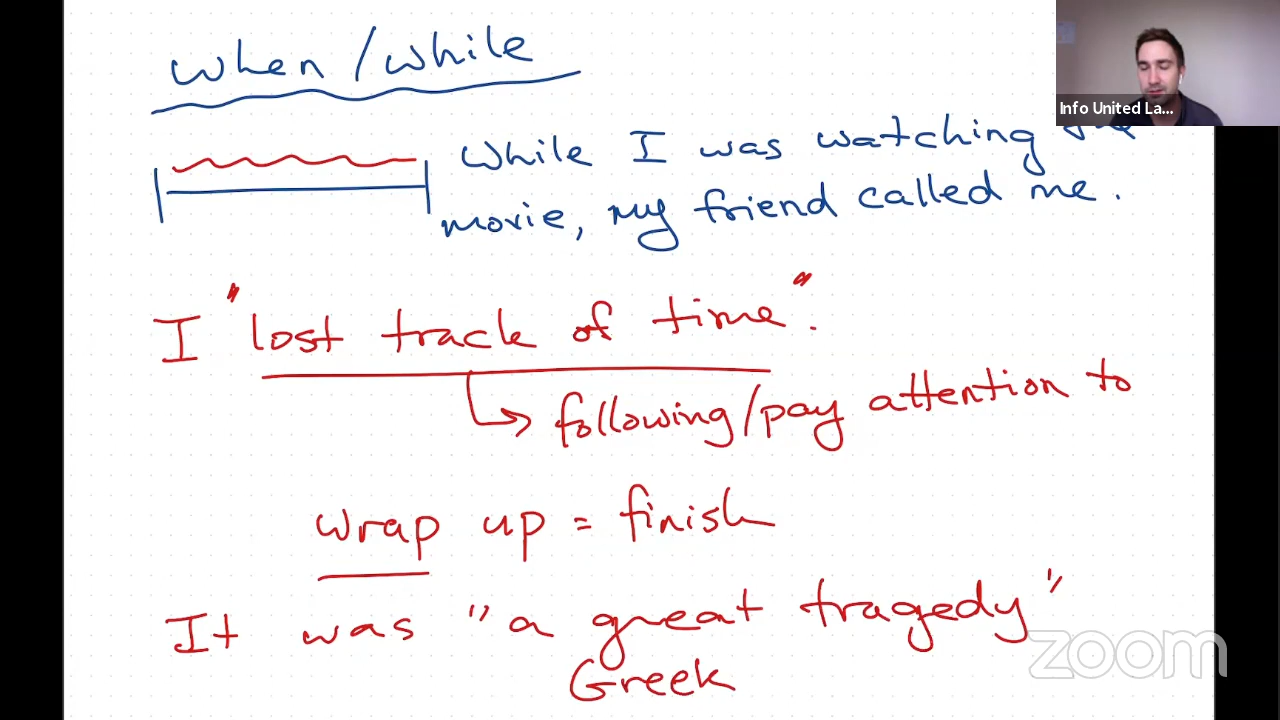 when/while
While I was watching the
movie, my friend called me.
I "lost track of time".
following/pay attention to
wrap up = finish
It was "a great tragedy"
Greek
Info United La...
zoom